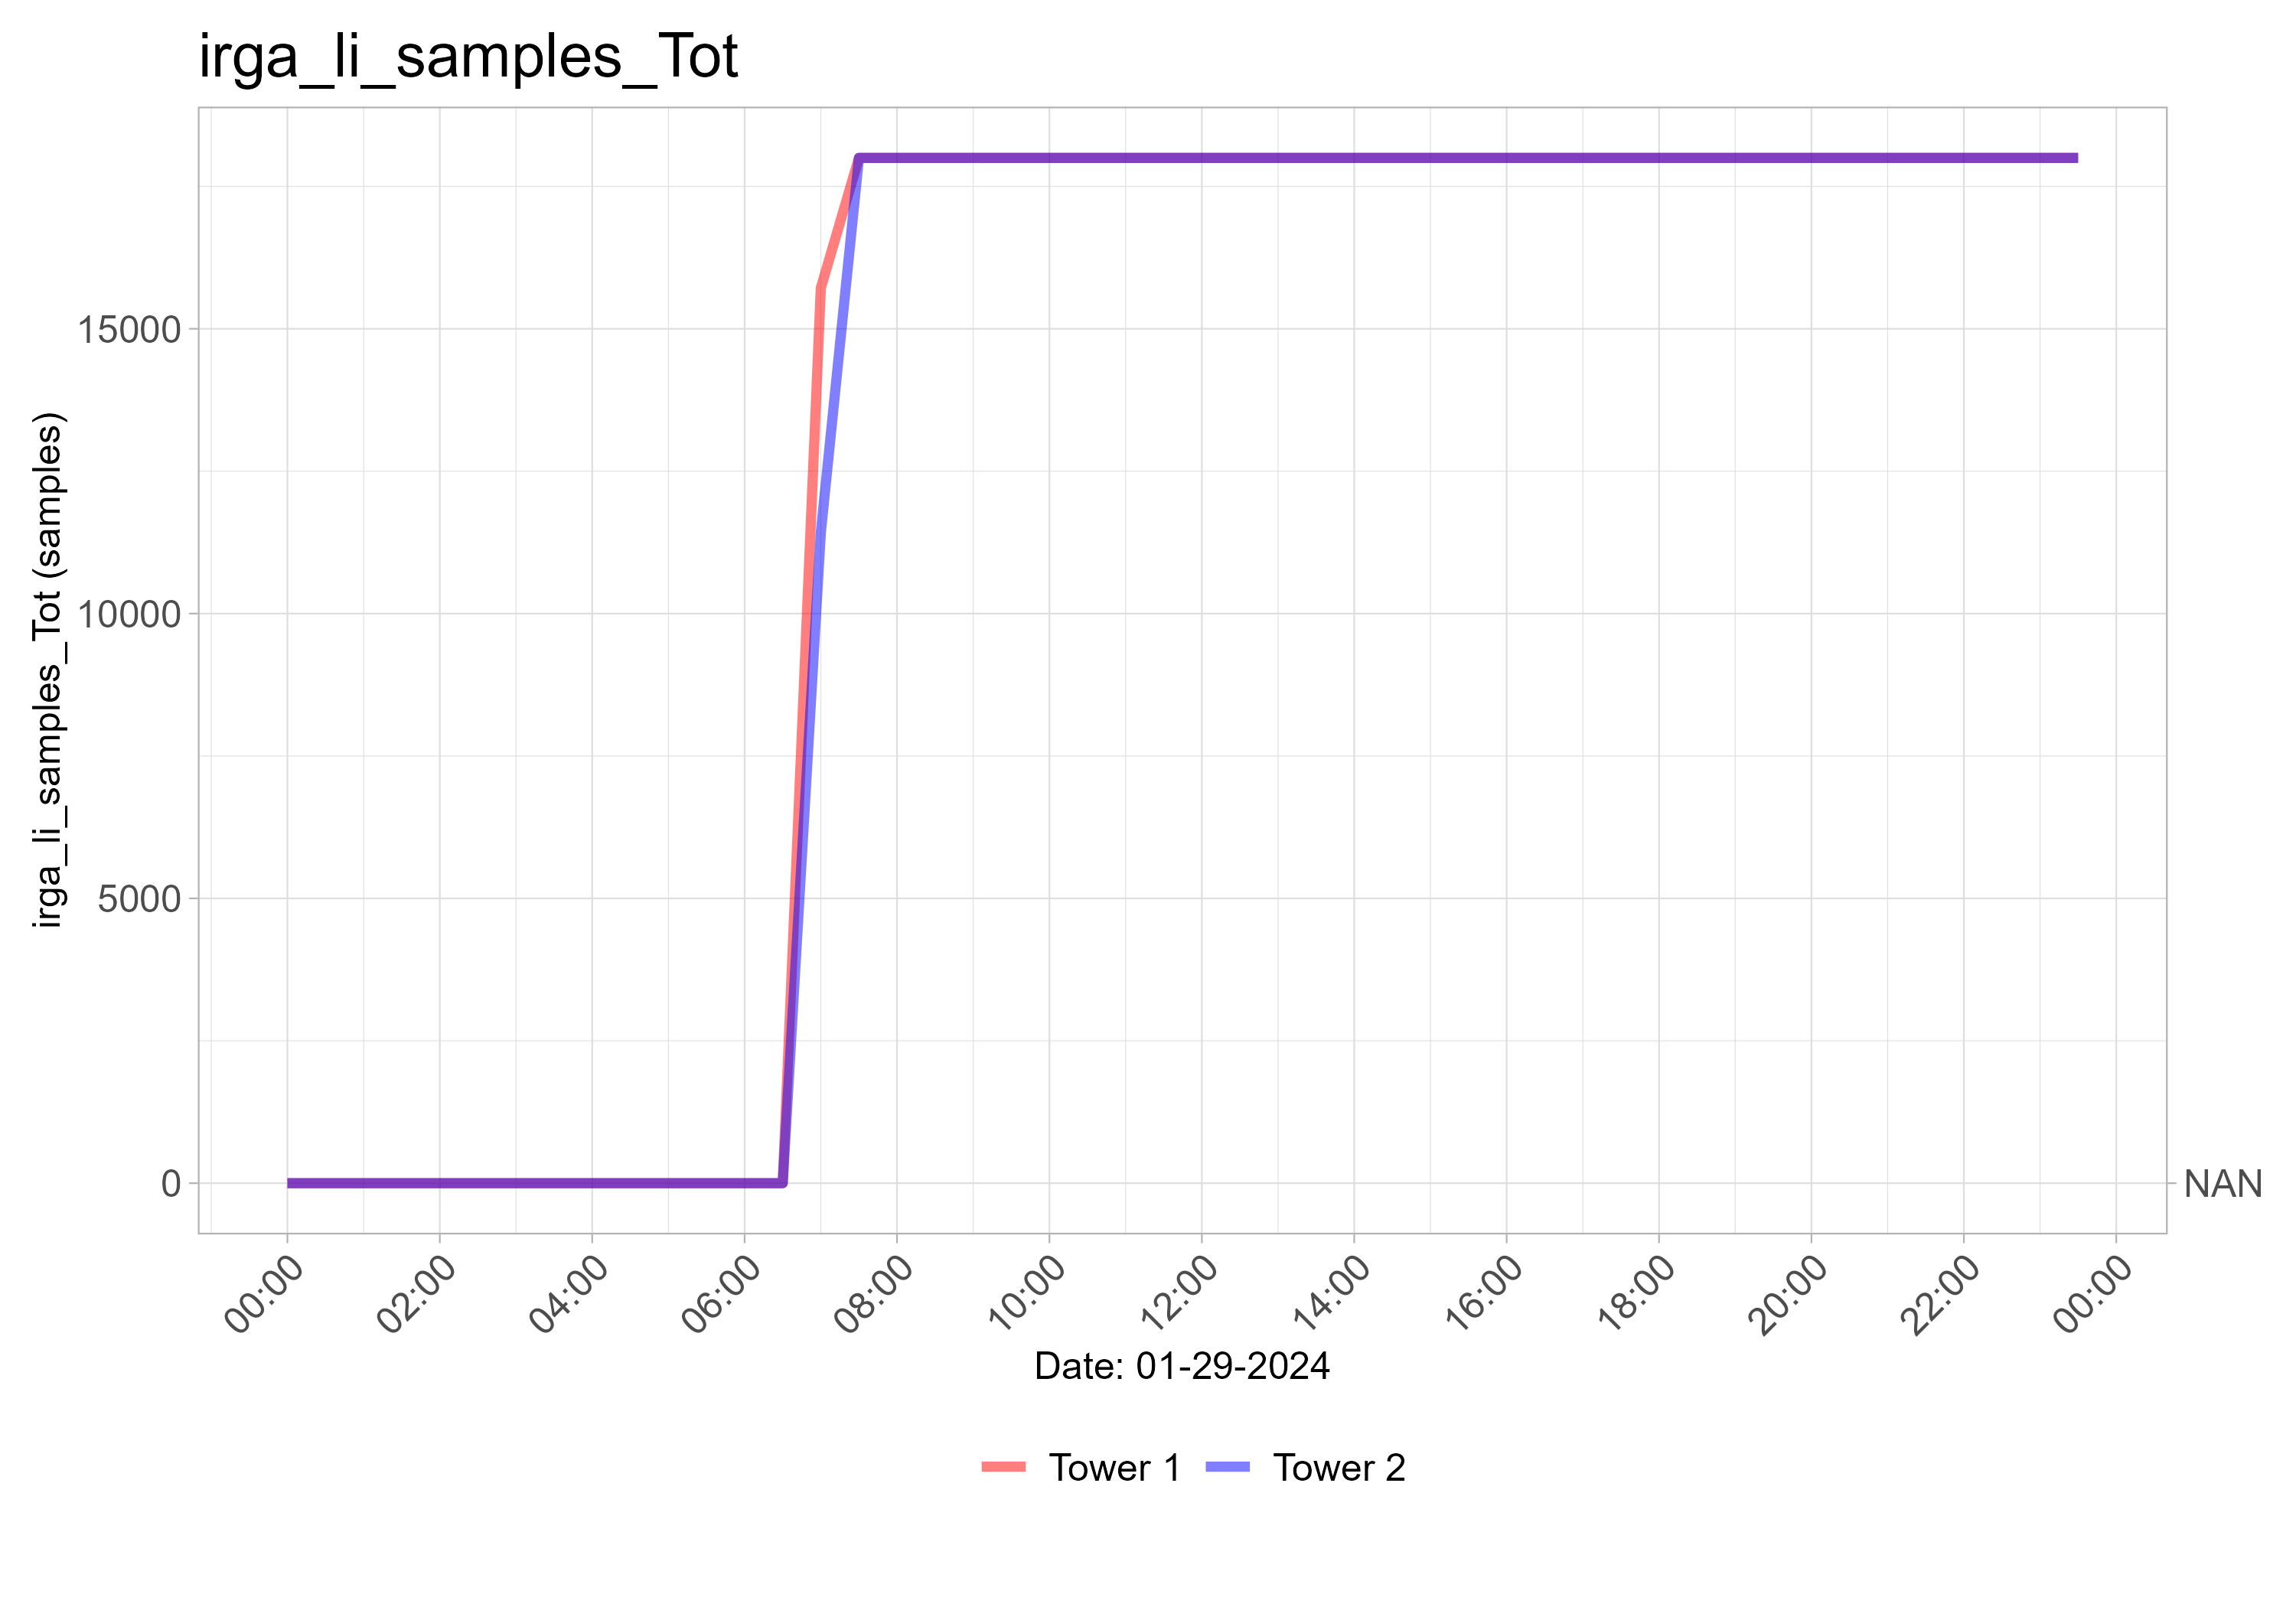 irga_li_samples_Tot
irga_li_samples_Tot (samples)
15000
10000
5000
0
NAN
00:00
02:00
04:00
06:00
08:00
10:00
12:00
14:00
16:00
18:00
20:00
22:00
00:00
Date: 01-29-2024
Tower 1
Tower 2